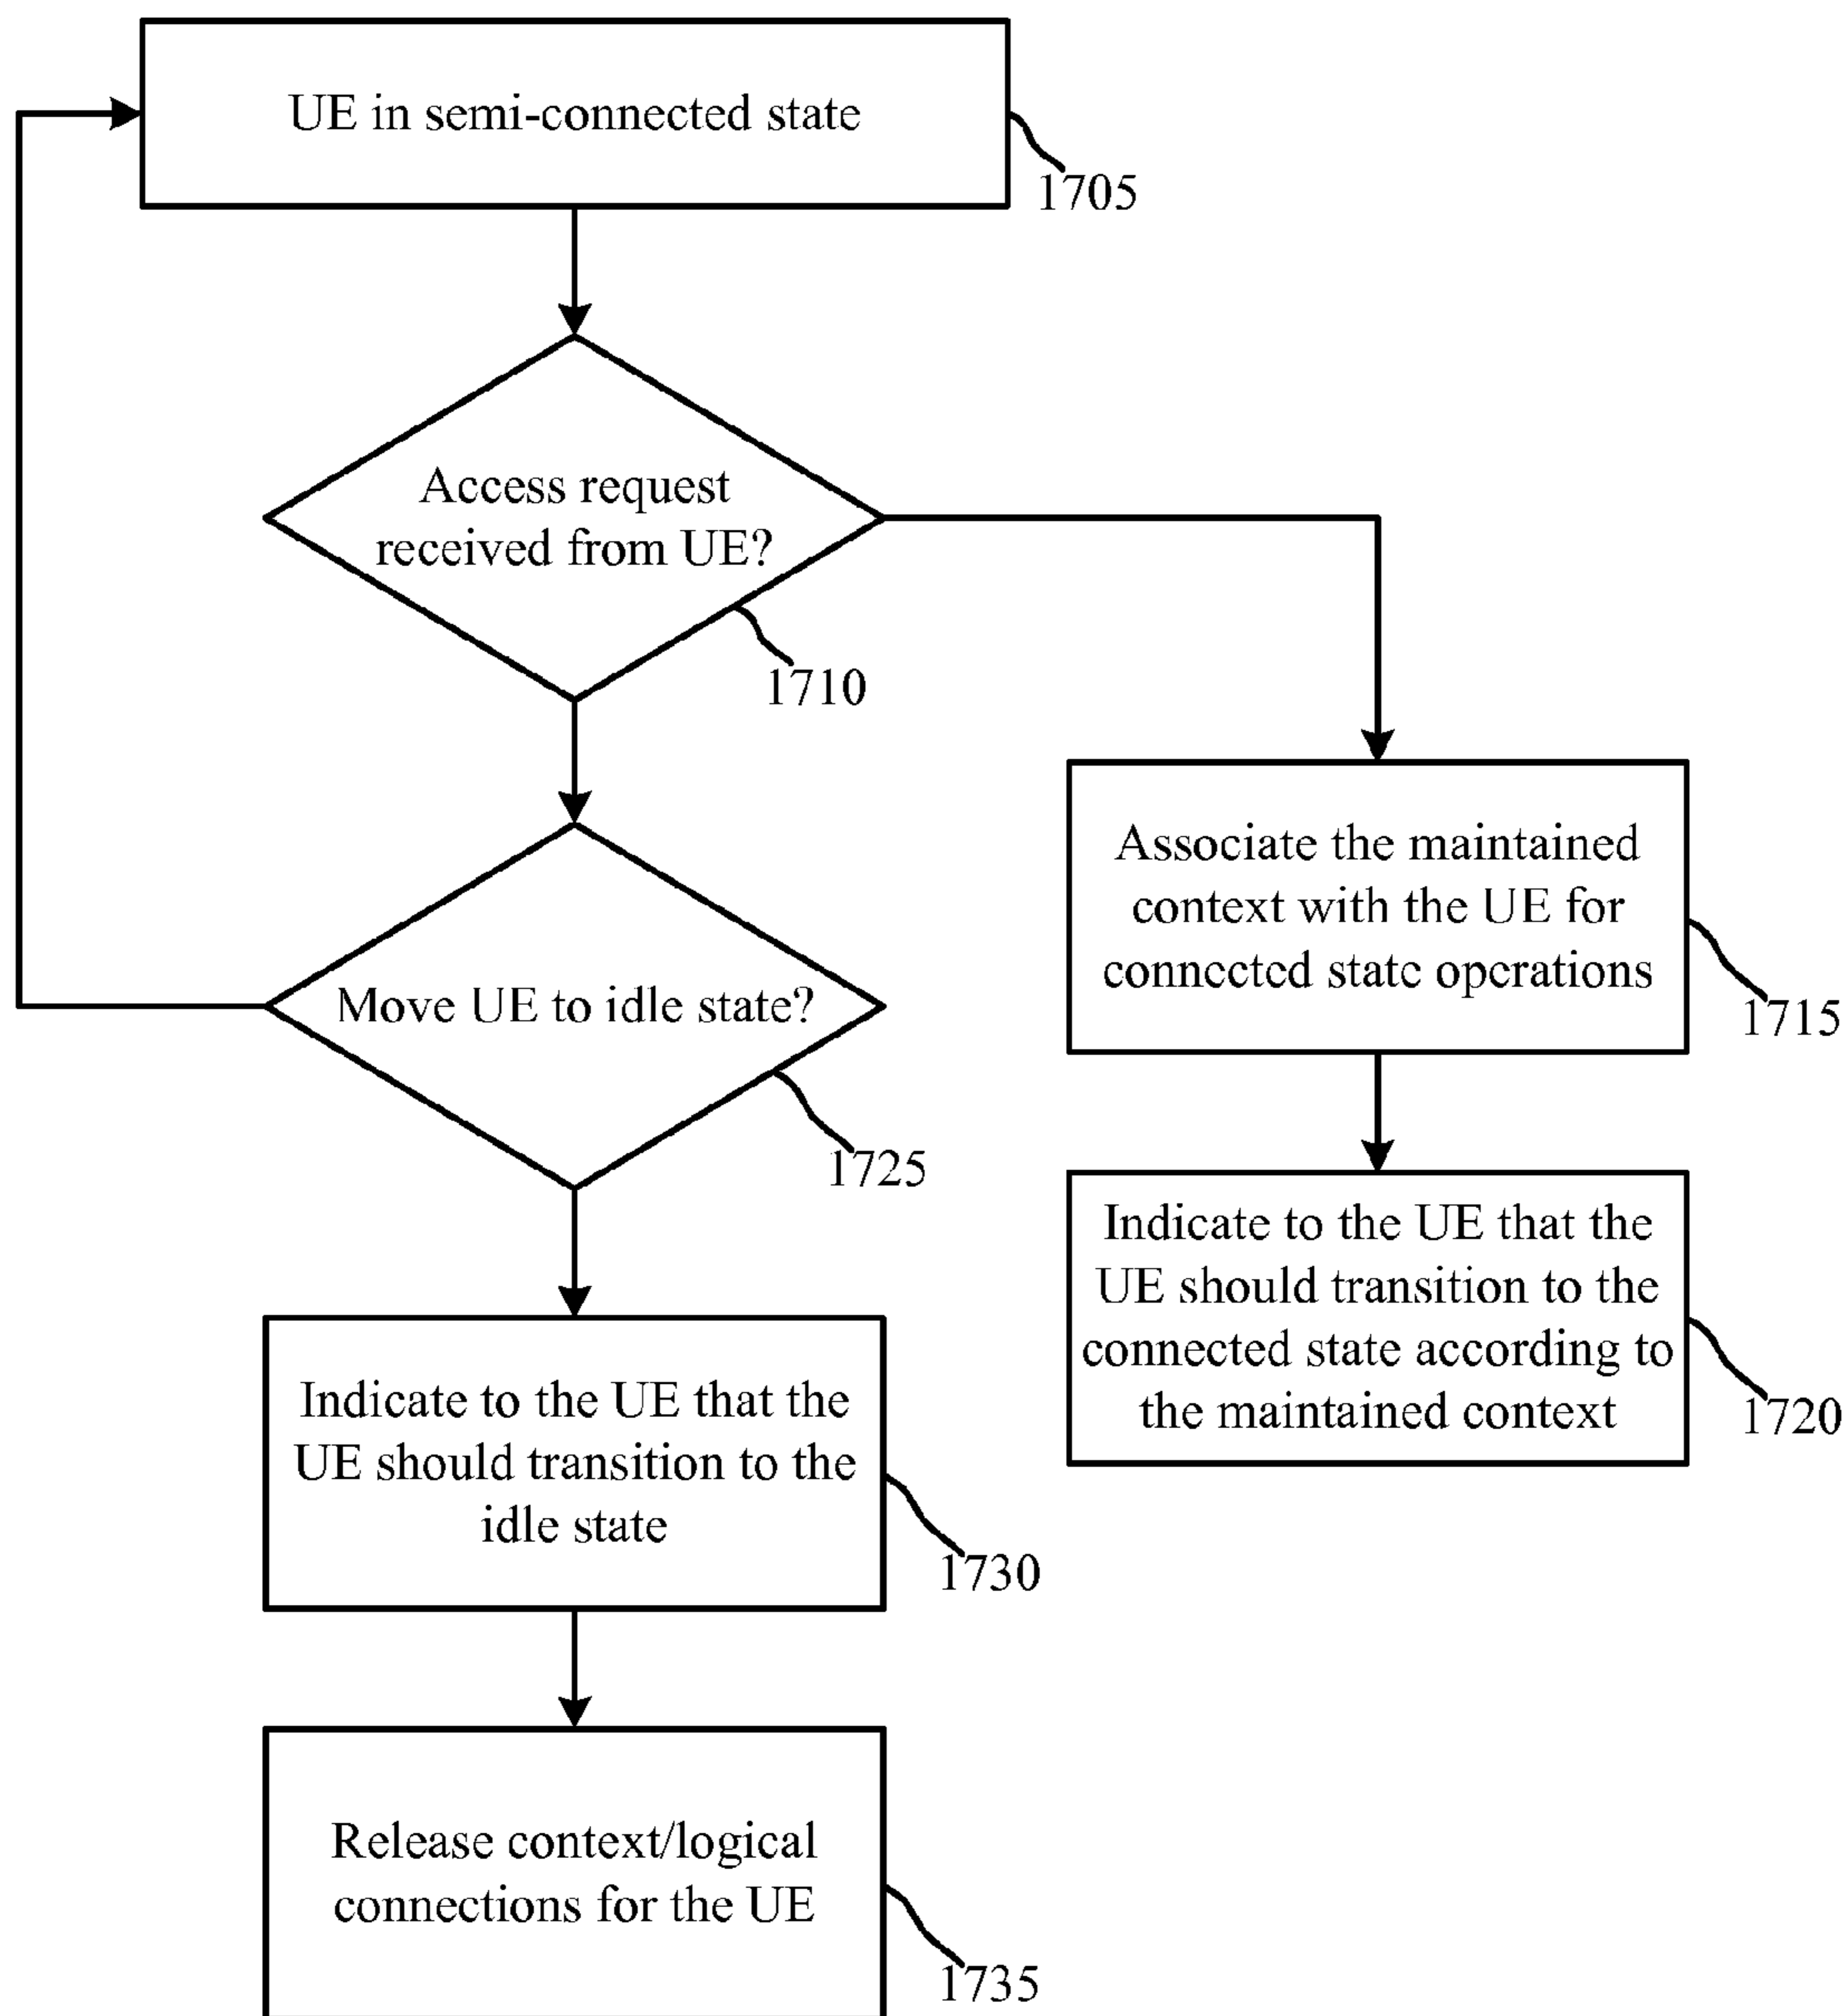 UE in semi-connected state
1705
Access request
received from UE?
1710
Associate the maintained
context with the UE for
connected state operations
1715
Move UE to idle state?
1725
Indicate to the UE that the
UE should transition to the
connected state according to
the maintained context
1720
Indicate to the UE that the
UE should transition to the
idle state
1730
Release context/logical
connections for the UE
1735